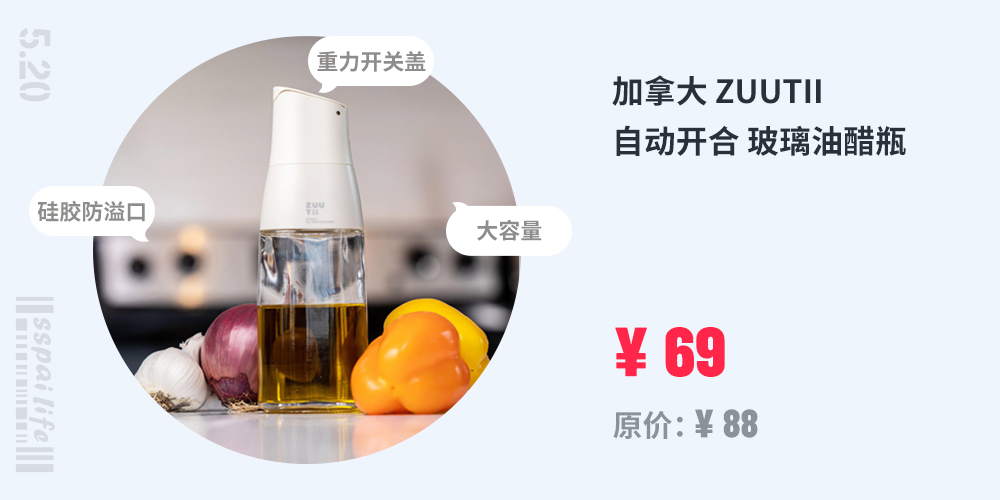 5.20
重力开关盖
加拿大 ZUUTII
自动开合 玻璃油醋瓶
硅胶防溢口
ZUU
TII
大容量
¥ 69
原价：¥ 88
sspai life